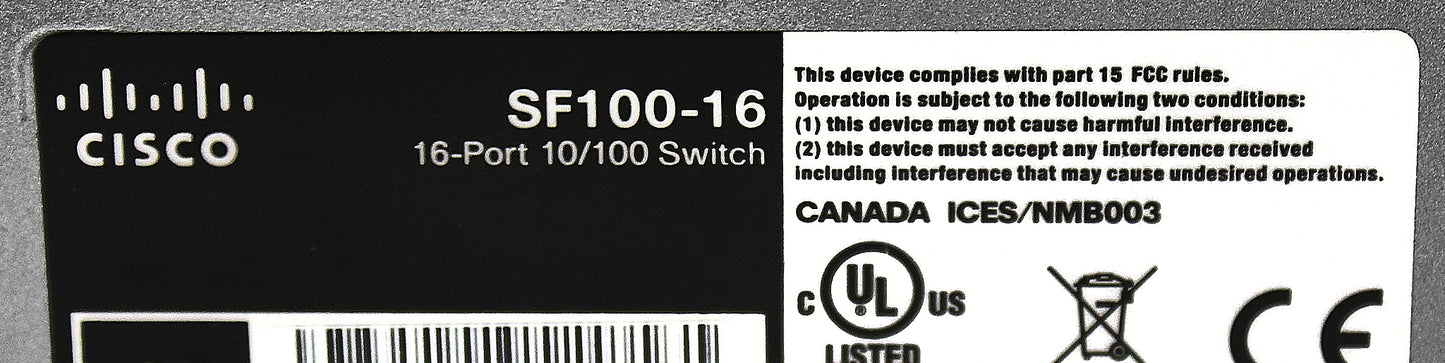 CISCO
SF100-16
16-Port 10/100 Switch
This device complies with part 15 FCC rules.
Operation is subject to the following two conditions:
(1) this device may not cause harmful interference.
(2) this device must accept any interference received
including interference that may cause undesired operations.
CANADA ICES/NMB003
C UL US
LISTED
CE